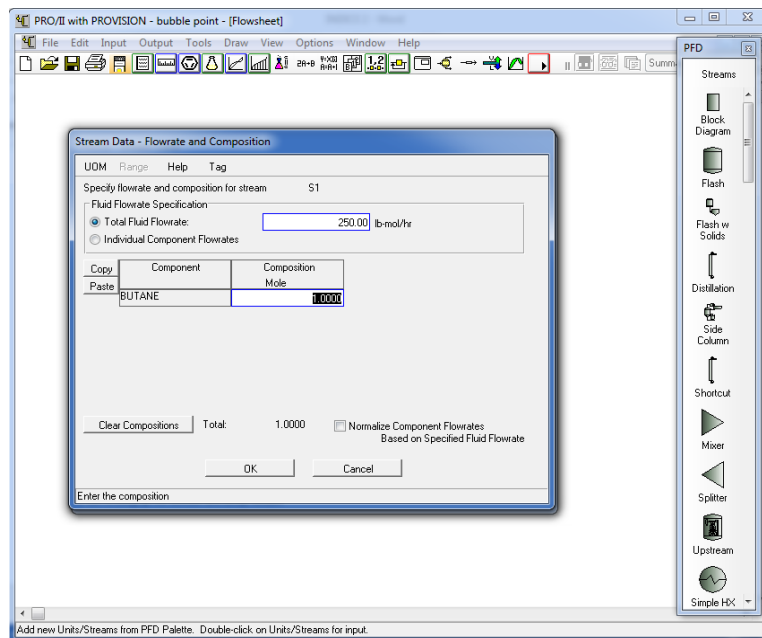 PRO/II with PROVISION - bubble point - [Flowsheet]
File Edit Input Output Tools Draw View Options Window Help
Summ
PFD
Streams
Block
Diagram
Flash
Flash w
Solids
Distillation
Side
Column
Shortcut
Mixer
Splitter
Upstream
Simple HX
Stream Data - Flowrate and Composition
UOM Range Help Tag
Specify flowrate and composition for stream S1
Fluid Flowrate Specification
Total Fluid Flowrate: 250.00 lb-mol/hr
Individual Component Flowrates
Copy Component Composition
Paste Mole
BUTANE 1.0000
Clear Compositions Total: 1.0000 Normalize Component Flowrates
Based on Specified Fluid Flowrate
OK Cancel
Enter the composition
Add new Units/Streams from PFD Palette. Double-click on Units/Streams for input.